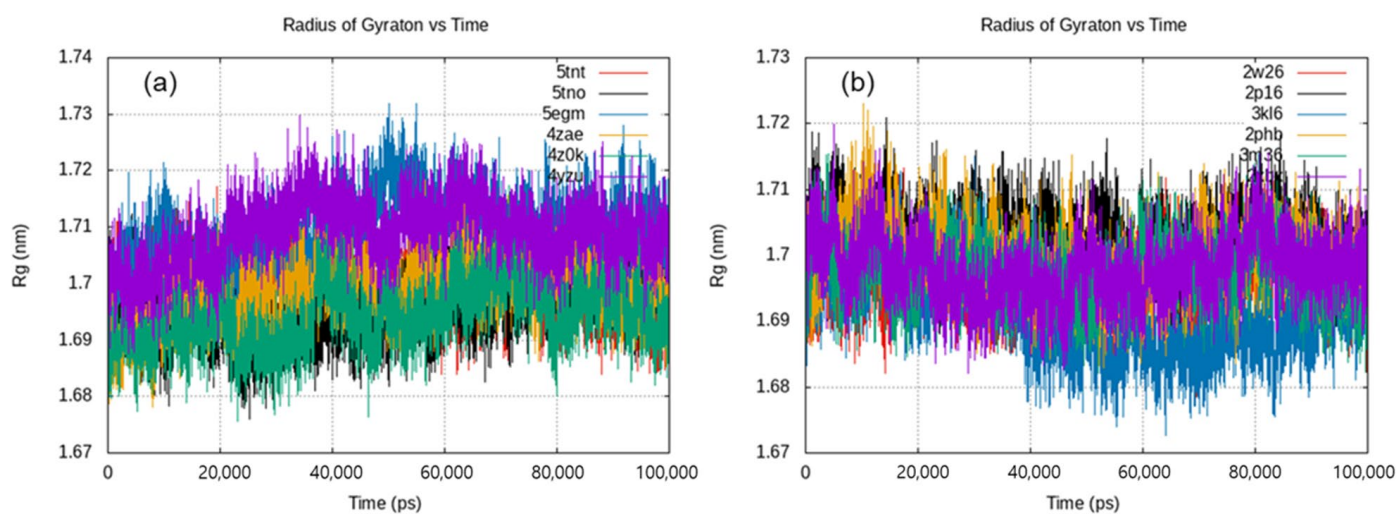 Radius of Gyraton vs Time
(a)
1.74
1.73
1.72
1.71
1.7
1.69
1.68
1.67
Rg (nm)
5tnt
5tno
5egm
4zae
4z0k
4yzu
0
20,000
40,000
60,000
80,000
100,000
Time (ps)
Radius of Gyraton vs Time
(b)
1.73
1.72
1.71
1.7
1.69
1.68
1.67
Rg (nm)
2w26
2p16
3kl6
2phb
3m36
0
20,000
40,000
60,000
80,000
100,000
Time (ps)